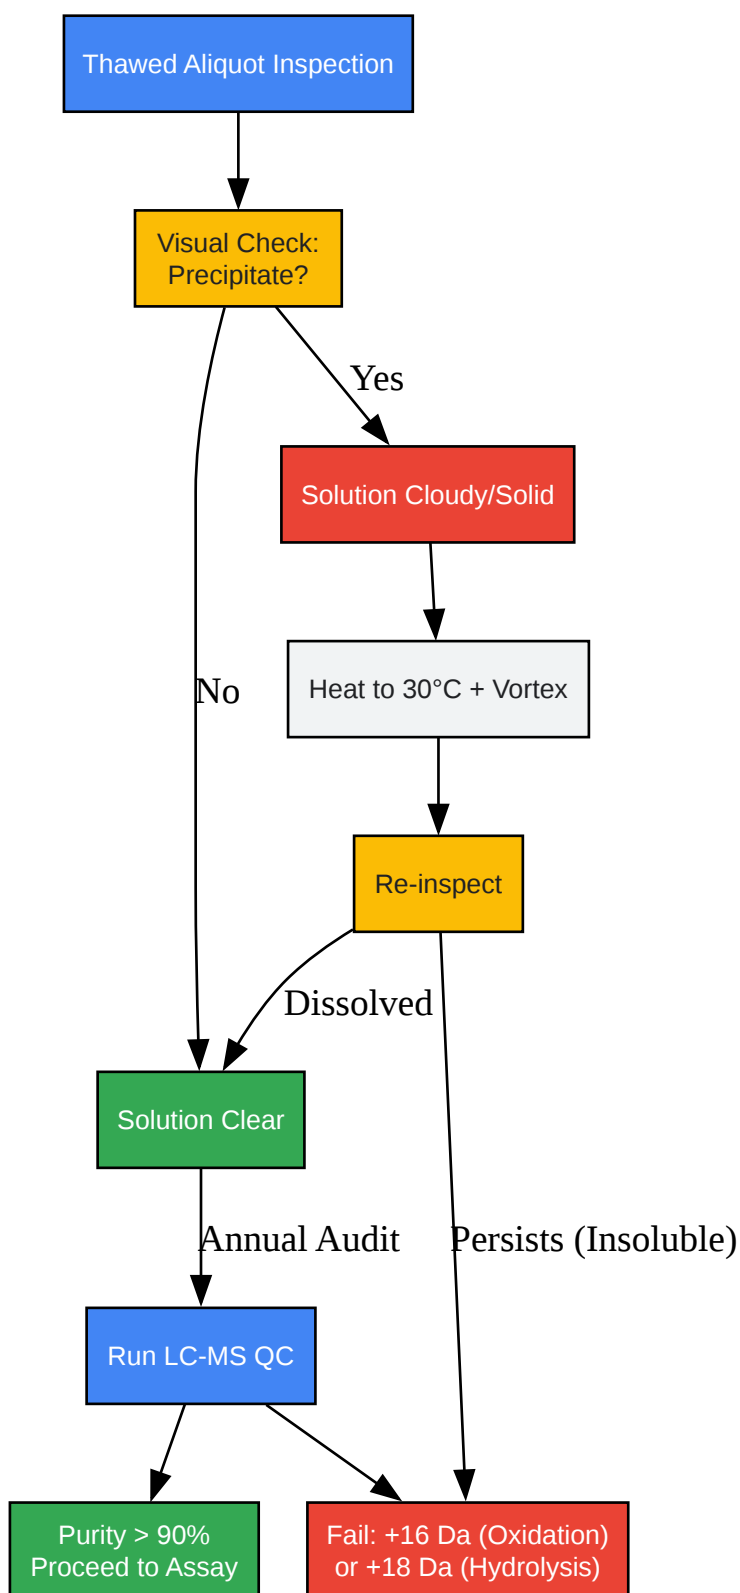 Thawed Aliquot Inspection
Visual Check:
Precipitate?
Yes
Solution Cloudy/Solid
Heat to 30°C + Vortex
No
Re-inspect
Dissolved
Solution Clear
Annual Audit
Persists (Insoluble)
Run LC-MS QC
Purity > 90%
Proceed to Assay
Fail: +16 Da (Oxidation)
or +18 Da (Hydrolysis)